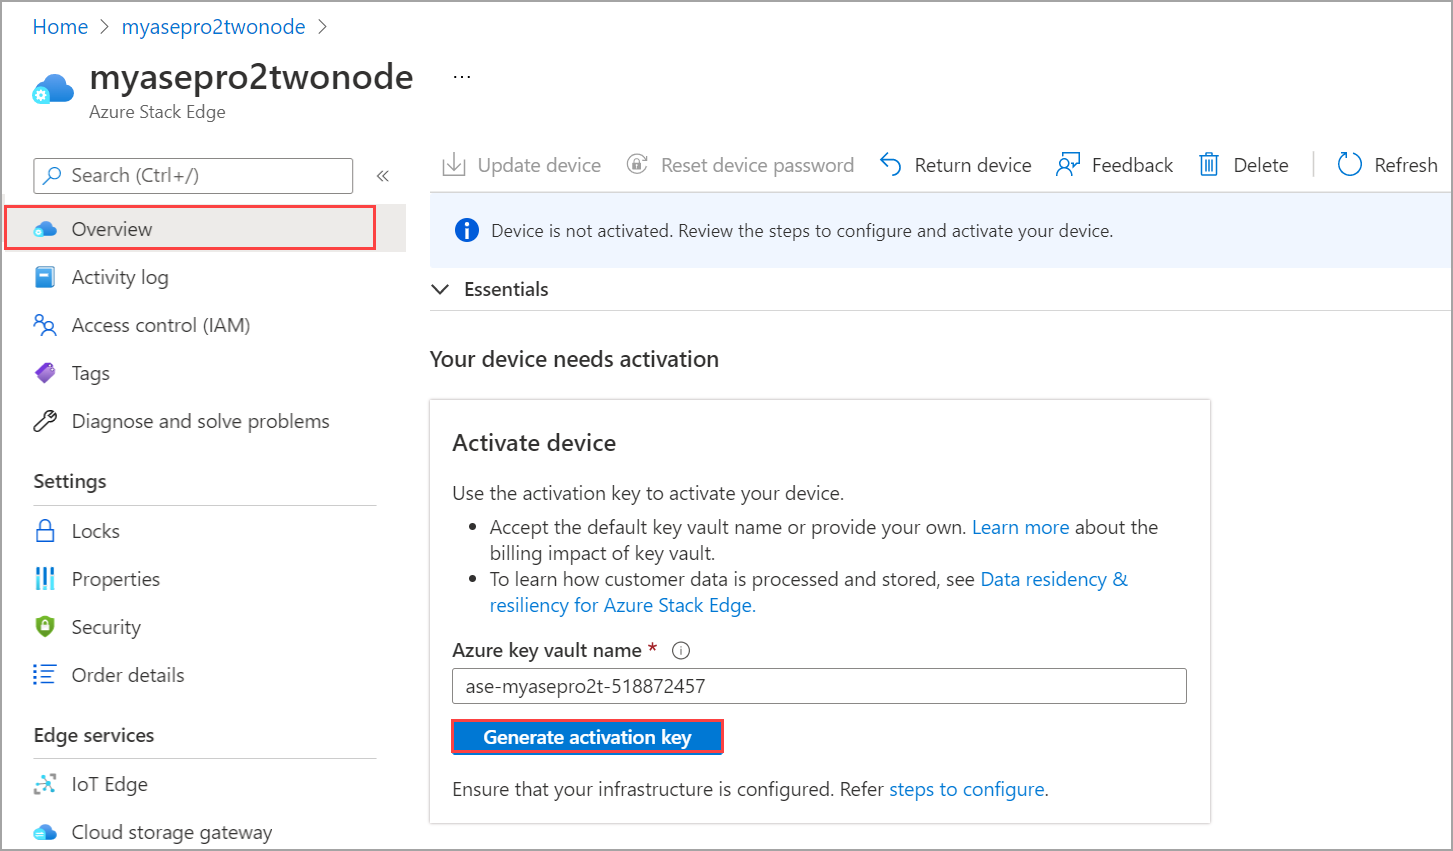 Home > myasepro2twonode >
myasepro2twonode ...
Azure Stack Edge
Search (Ctrl+/) «
Overview
Activity log
Access control (IAM)
Tags
Diagnose and solve problems
Settings
Locks
Properties
Security
Order details
Edge services
IoT Edge
Cloud storage gateway
Update device Reset device password Return device Feedback Delete Refresh
Device is not activated. Review the steps to configure and activate your device.
Essentials
Your device needs activation
Activate device
Use the activation key to activate your device.
• Accept the default key vault name or provide your own. Learn more about the
billing impact of key vault.
• To learn how customer data is processed and stored, see Data residency &
resiliency for Azure Stack Edge.
Azure key vault name *
ase-myasepro2t-518872457
Generate activation key
Ensure that your infrastructure is configured. Refer steps to configure.